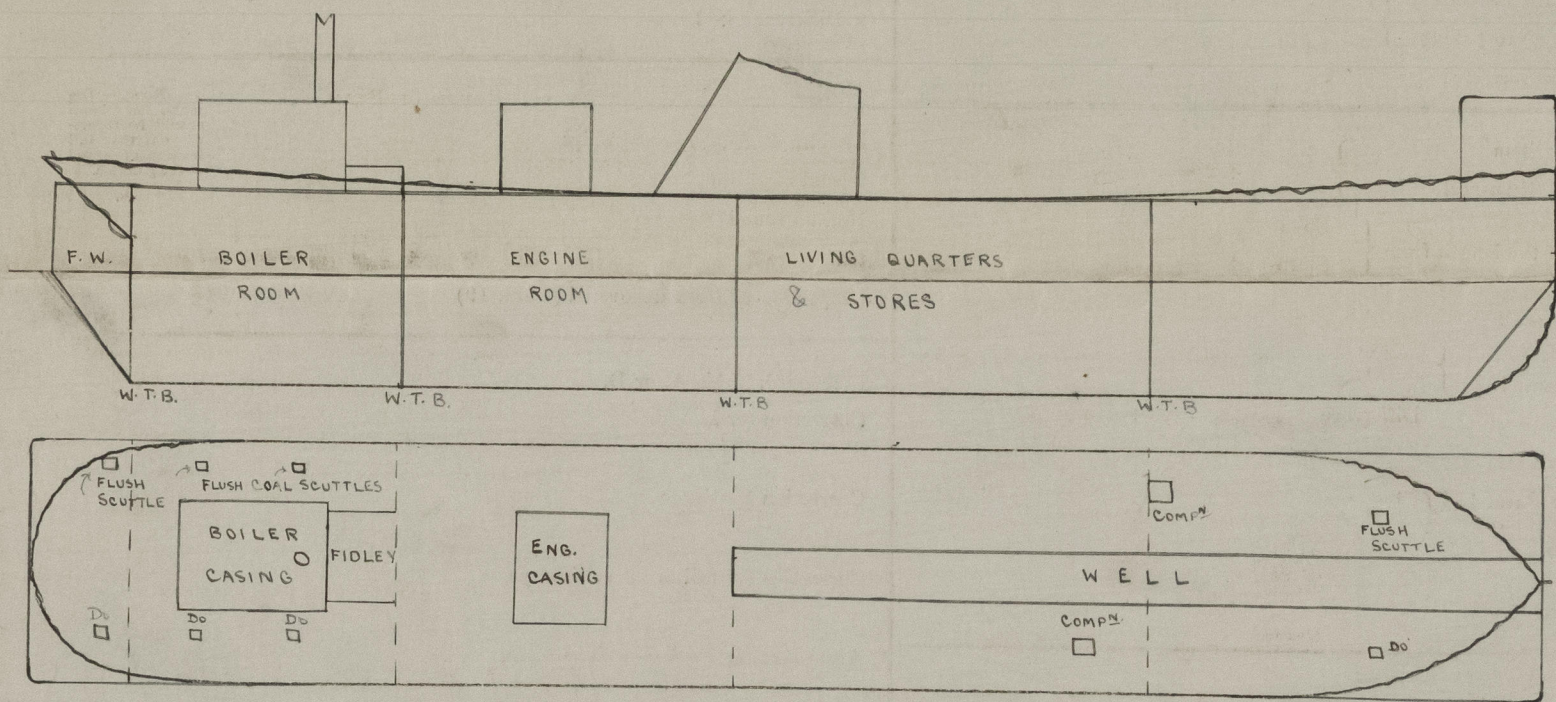 F. W.
BOILER
ROOM
ENGINE
ROOM
LIVING QUARTERS
& STORES
W.T.B.
W.T.B.
W.T.B
W.T.B
FLUSH
SCUTTLE
FLUSH COAL SCUTTLES
BOILER
CASING
FIDLEY
ENG.
CASING
COMPN
FLUSH
SCUTTLE
WELL
COMPN.
Do
Do
Do
Do